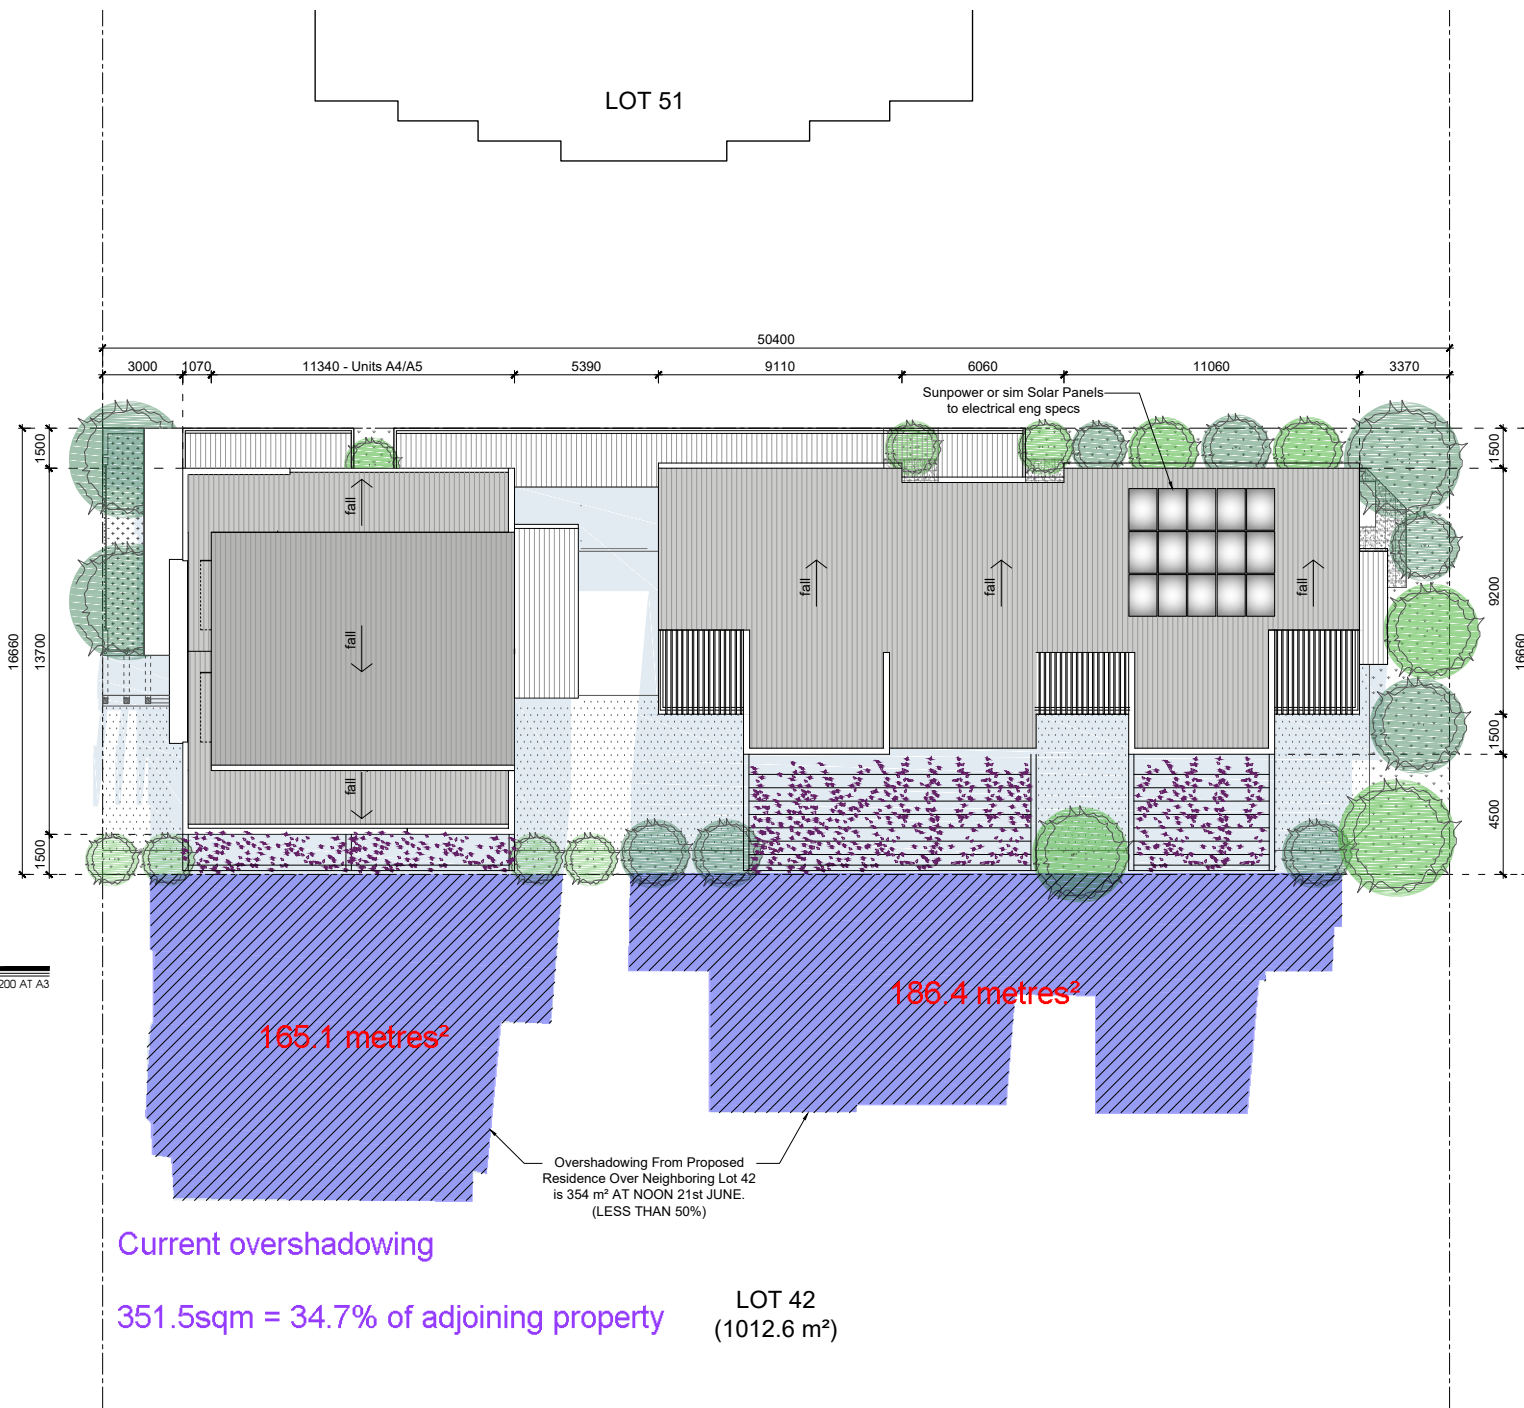 LOT 51
50400
3000
1070
11340 - Units A4/A5
5390
9110
6060
11060
3370
Sunpower or sim Solar Panels
to electrical eng specs
1500
1500
fall
fall
fall
fall
fall
fall
16660
13700
9200
16660
1500
4500
1500
200 AT A3
186.4 metres²
165.1 metres²
Overshadowing From Proposed
Residence Over Neighboring Lot 42
is 354 m² AT NOON 21st JUNE.
(LESS THAN 50%)
Current overshadowing
351.5sqm = 34.7% of adjoining property
LOT 42
(1012.6 m²)